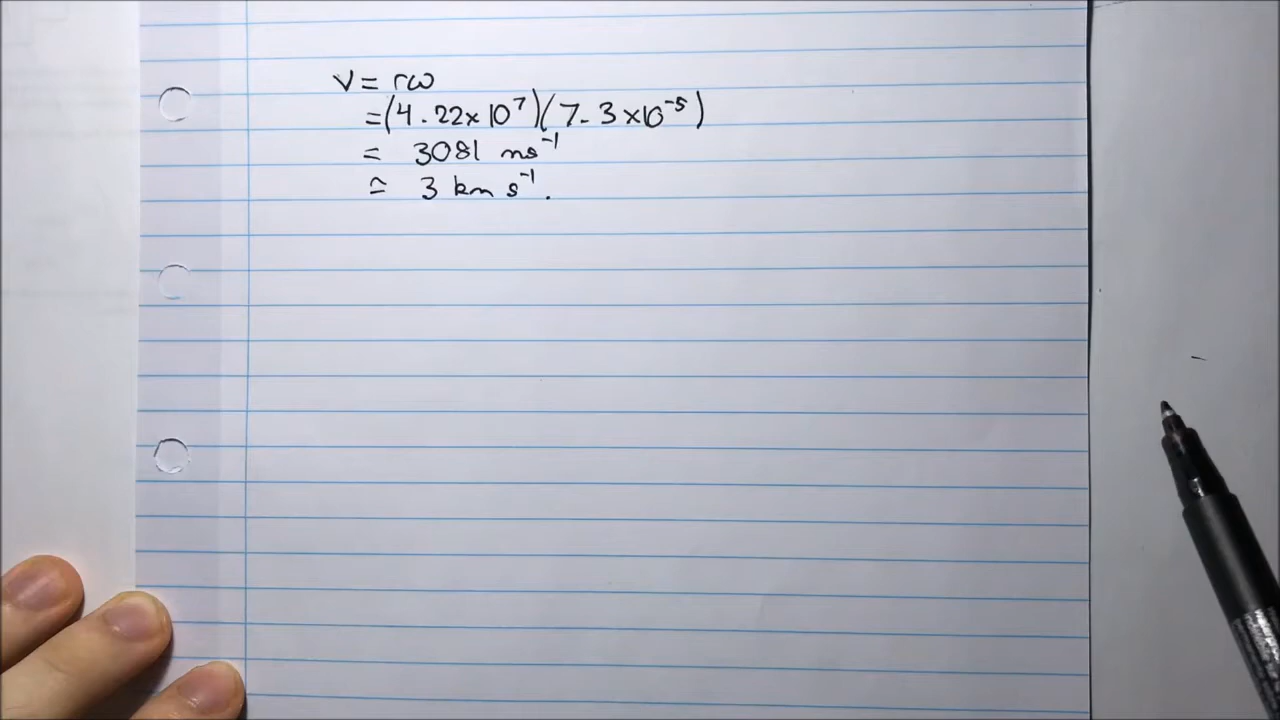 v = rω
= (4.22 × 10⁷)(7.3 × 10⁻⁵)
= 3081 ms⁻¹
≃ 3 km s⁻¹.